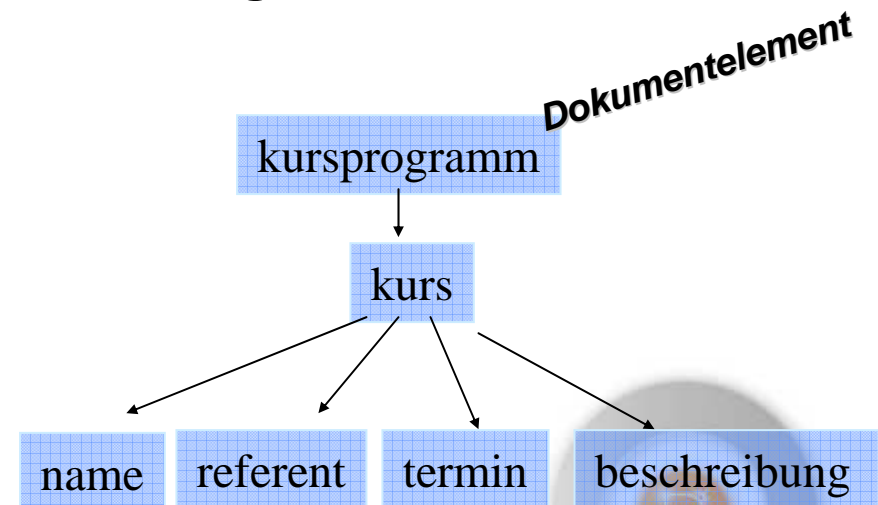 Dokumentelement
kursprogramm
kurs
name referent termin beschreibung